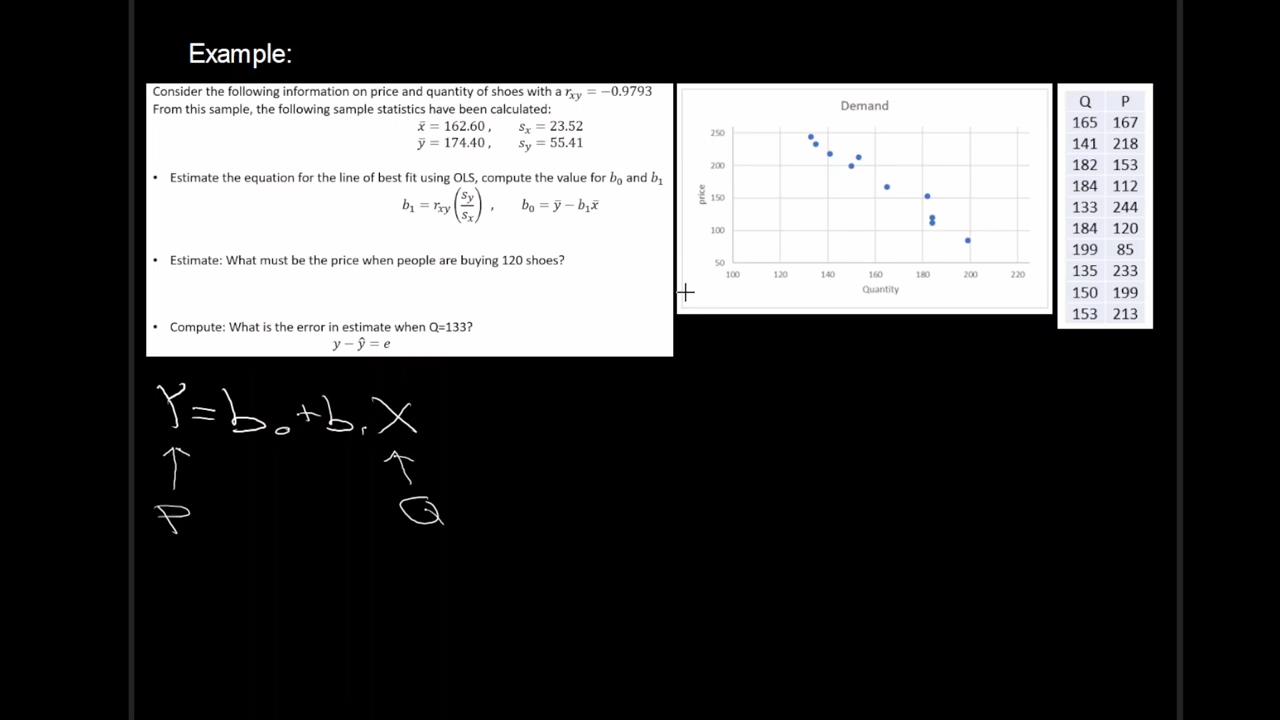 Example:
Consider the following information on price and quantity of shoes with a r_xy = −0.9793
From this sample, the following sample statistics have been calculated:
x̄ = 162.60 , s_x = 23.52
ȳ = 174.40 , s_y = 55.41
• Estimate the equation for the line of best fit using OLS, compute the value for b₀ and b₁
b₁ = r_xy (s_y/s_x) , b₀ = ȳ − b₁x̄
• Estimate: What must be the price when people are buying 120 shoes?
• Compute: What is the error in estimate when Q=133?
y − ŷ = e
Demand
price
250
200
150
100
50
100 120 140 160 180 200 220
Quantity
Q P
165 167
141 218
182 153
184 112
133 244
184 120
199 85
135 233
150 199
153 213
Y = b₀ + b₁ X
P Q